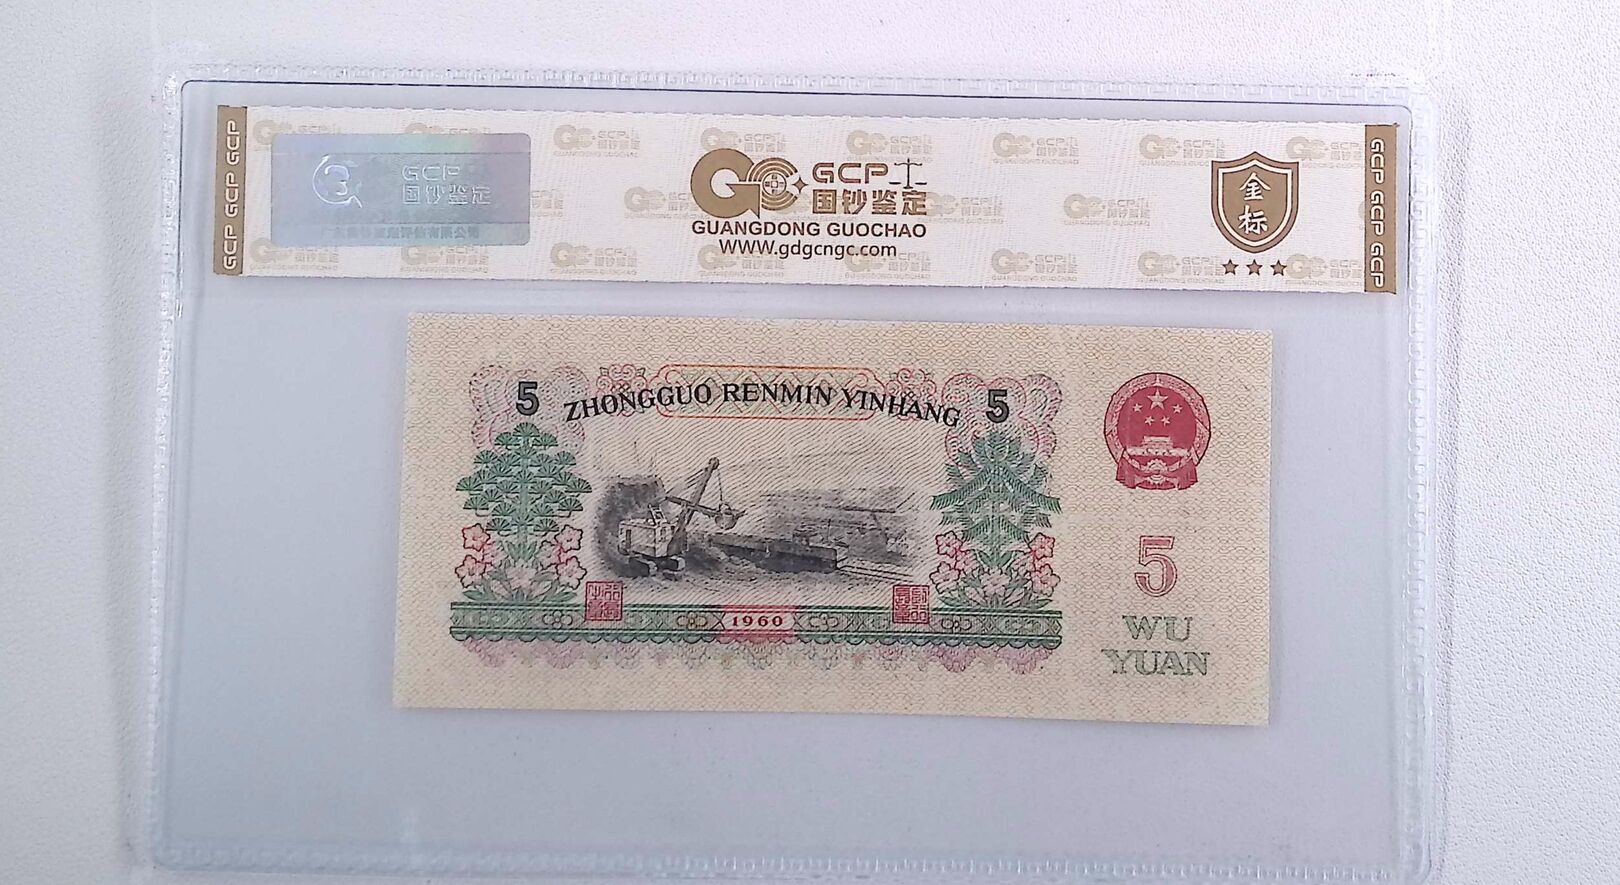 GCP GCP GCP
GCP
国钞鉴定
GCP
国钞鉴定
GUANGDONG GUOCHAO
WWW.gdgcngc.com
金标
GCP GCP GCP
5 ZHONGGUO RENMIN YINHANG 5
5
1960
WU
YUAN